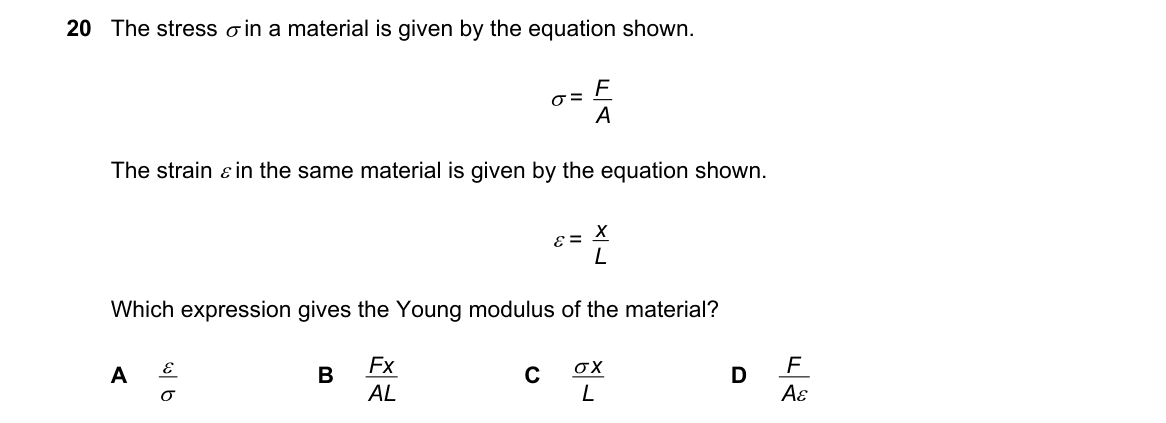 20 The stress σ in a material is given by the equation shown.
σ = F/A
The strain ε in the same material is given by the equation shown.
ε = x/L
Which expression gives the Young modulus of the material?
A ε/σ B Fx/AL C σx/L D F/Aε